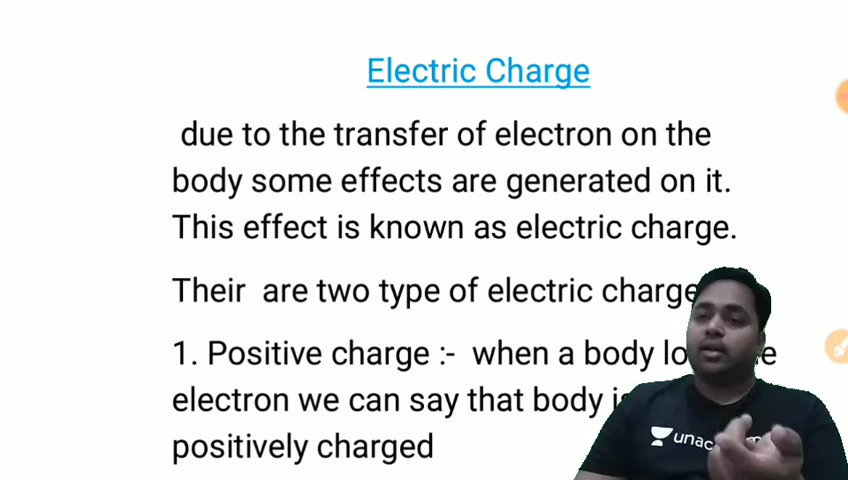 Electric Charge
due to the transfer of electron on the
body some effects are generated on it.
This effect is known as electric charge.
Their are two type of electric charge
1. Positive charge :- when a body
electron we can say that body
positively charged